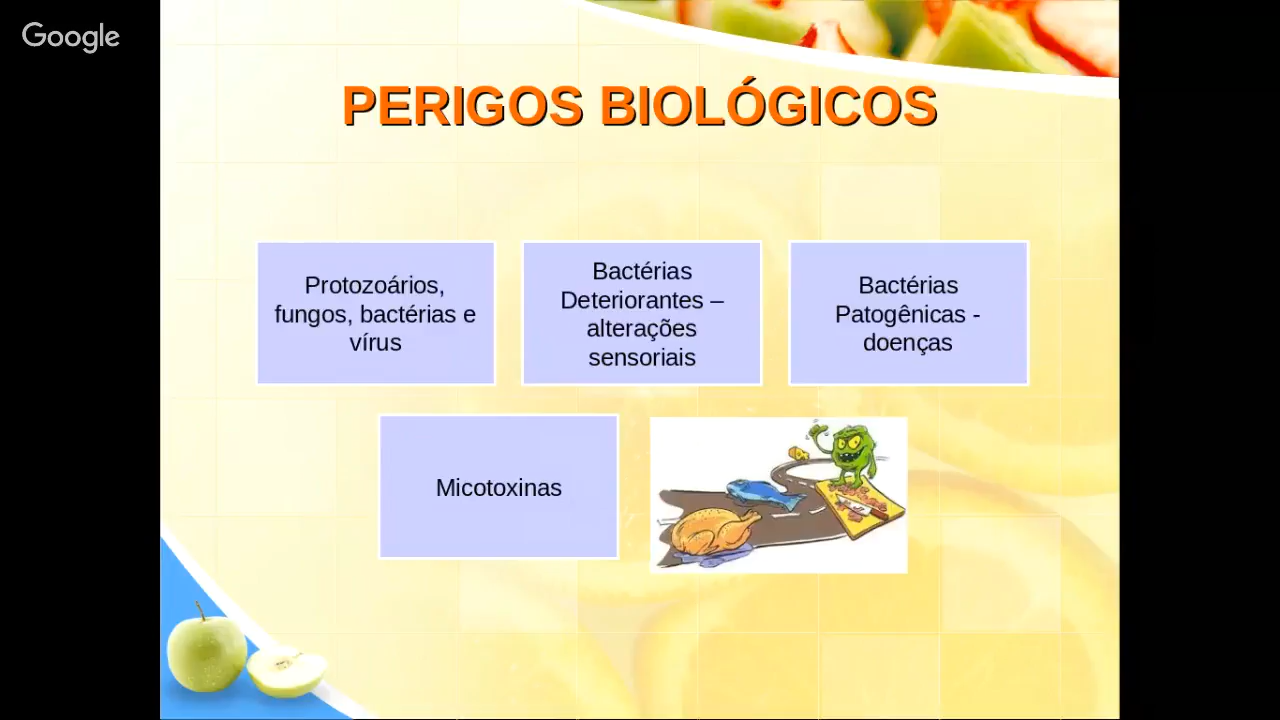 Google
PERIGOS BIOLÓGICOS
Protozoários,
fungos, bactérias e
vírus
Bactérias
Deteriorantes –
alterações
sensoriais
Bactérias
Patogênicas -
doenças
Micotoxinas